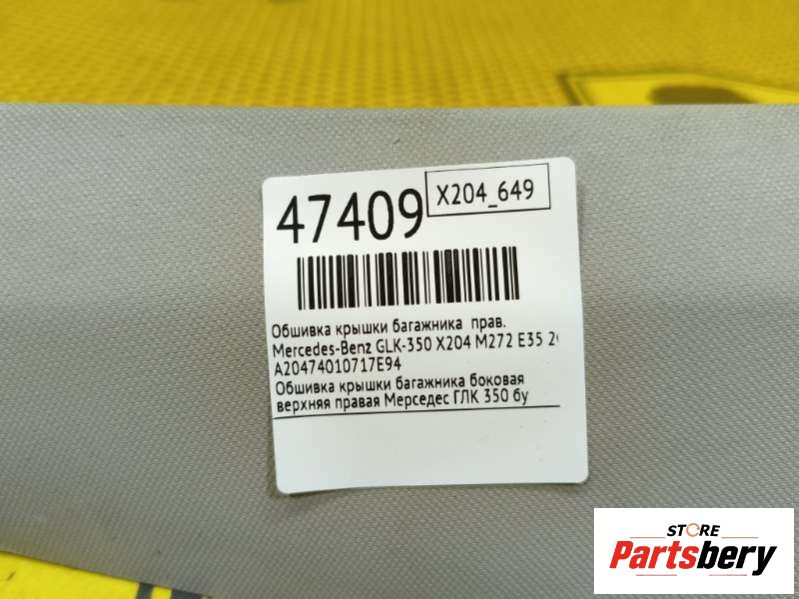 47409
X204_649
Обшивка крышки багажника прав.
Mercedes-Benz GLK-350 X204 M272 E35
A20474010717E94
Обшивка крышки багажника боковая
верхняя правая Мерседес ГЛК 350 бу
STORE
Partsbery